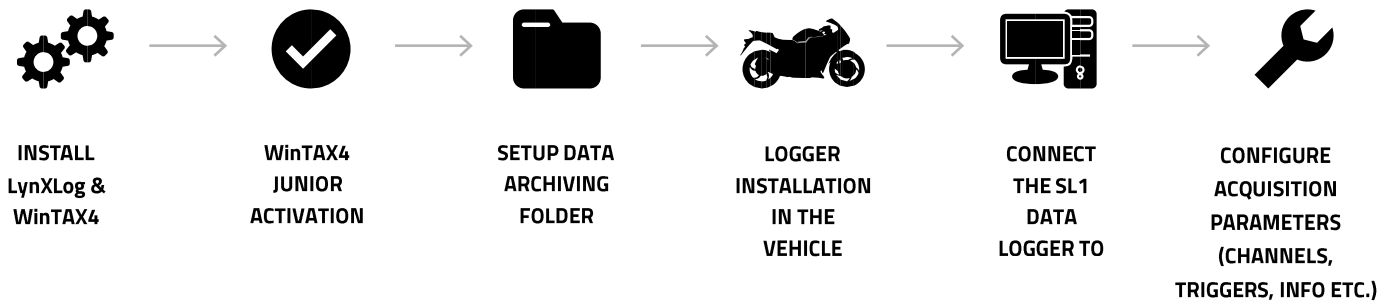 INSTALL
LynXLog &
WinTAX4
WinTAX4
JUNIOR
ACTIVATION
SETUP DATA
ARCHIVING
FOLDER
LOGGER
INSTALLATION
IN THE
VEHICLE
CONNECT
THE SL1
DATA
LOGGER TO
CONFIGURE
ACQUISITION
PARAMETERS
(CHANNELS,
TRIGGERS, INFO ETC.)